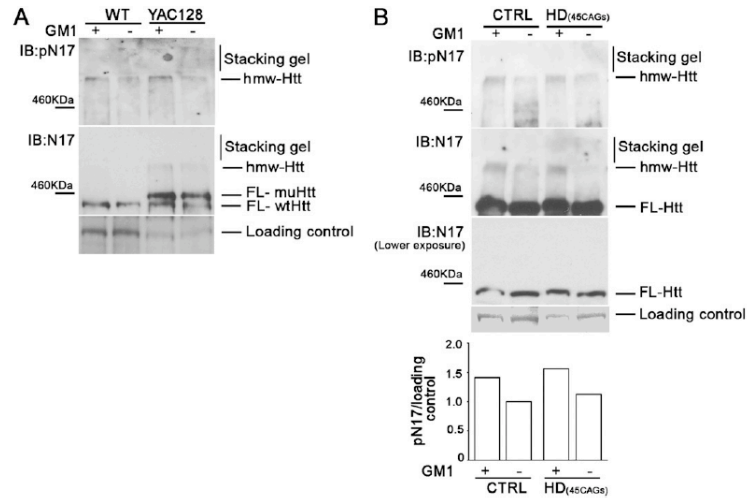 A
WT YAC128
GM1 + - + -
IB:pN17
Stacking gel
hmw-Htt
460KDa
IB:N17
Stacking gel
hmw-Htt
460KDa
FL- muHtt
FL- wtHtt
Loading control
B
CTRL HD(45CAGs)
GM1 + - + -
IB:pN17
Stacking gel
hmw-Htt
460KDa
IB:N17
Stacking gel
hmw-Htt
460KDa
FL-Htt
IB:N17
(Lower exposure)
460KDa
FL-Htt
Loading control
pN17/loading
control
2.0
1.5
1.0
0.5
0
GM1 + - + -
CTRL HD(45CAGs)